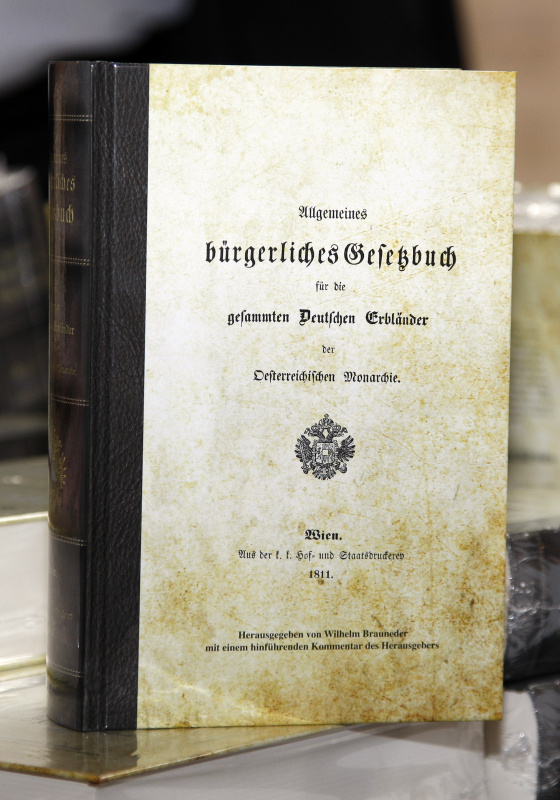 Allgemeines
bürgerliches Gesetzbuch
für die
gesammten Deutschen Erbländer
der
Oesterreichischen Monarchie.
Wien.
Aus der k. k. Hof- und Staatsdruckerey
1811.
Herausgegeben von Wilhelm Brauneder
mit einem hinführenden Kommentar des Herausgebers